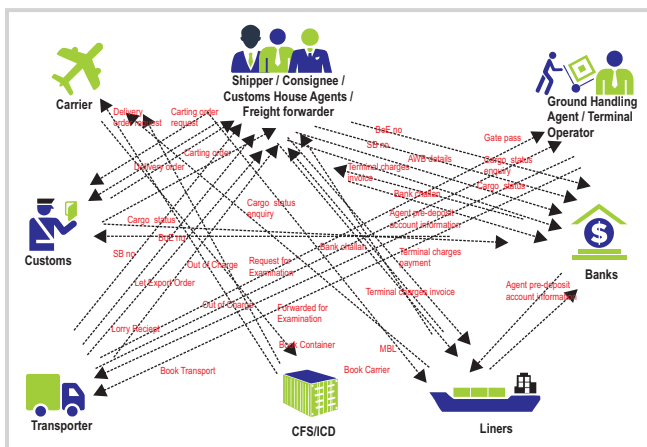 Shipper / Consignee /
Customs House Agents /
Freight forwarder
Carrier
Ground Handling
Agent / Terminal
Operator
Delivery
order request
Carting order
request
BoE no
SB no
Gate pass
Carting order
Delivery order
Terminal charges
Invoice
AWB details
Cargo status
enquiry
Cargo status
Bank challan
Cargo status
enquiry
Cargo status
Agent pre-deposit
account information
BoE no
SB no
Bank challan
Customs
Out of Charge
Request for
Examination
Terminal charges
payment
Banks
Let Export Order
Terminal charges invoice
Agent pre-deposit
account information
Out of Charge
Forwarded for
Examination
Lorry Reciest
Book Container
MBL
Book Transport
Book Carrier
Transporter
CFS/ICD
Liners
$